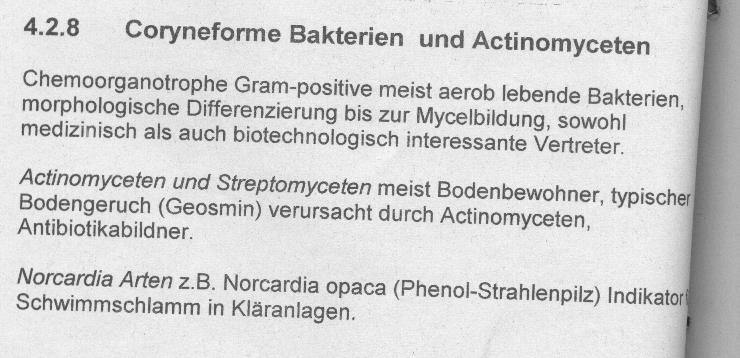 4.2.8 Coryneforme Bakterien und Actinomyceten
Chemoorganotrophe Gram-positive meist aerob lebende Bakterien,
morphologische Differenzierung bis zur Mycelbildung, sowohl
medizinisch als auch biotechnologisch interessante Vertreter.
Actinomyceten und Streptomyceten meist Bodenbewohner, typischer
Bodengeruch (Geosmin) verursacht durch Actinomyceten,
Antibiotikabildner.
Norcardia Arten z.B. Norcardia opaca (Phenol-Strahlenpilz) Indikator
Schwimmschlamm in Kläranlagen.